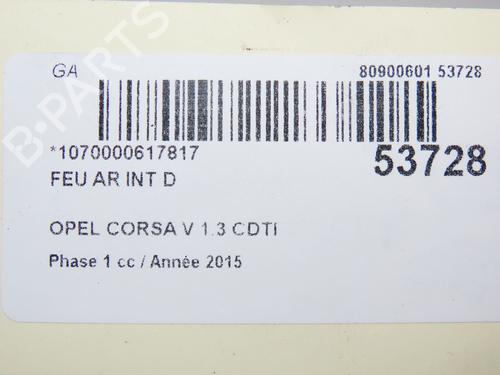 GA 80900601 53728
*1070000617817 53728
FEU AR INT D
OPEL CORSA V 1.3 CDTI
Phase 1 cc / Année 2015
B-PARTS